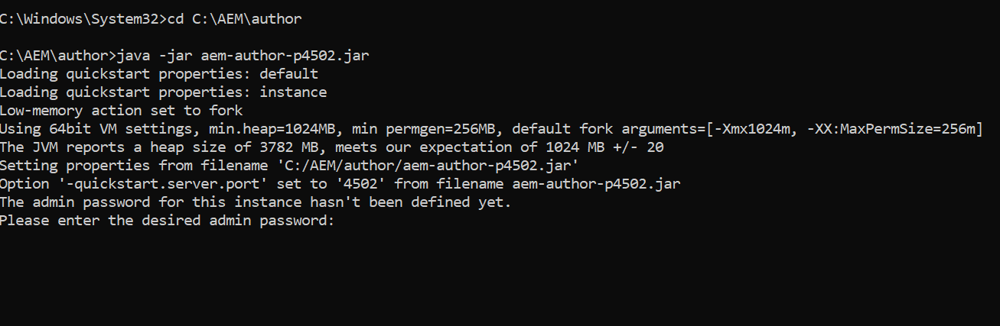 C:\Windows\System32>cd C:\AEM\author
C:\AEM\author>java -jar aem-author-p4502.jar
Loading quickstart properties: default
Loading quickstart properties: instance
Low-memory action set to fork
Using 64bit VM settings, min.heap=1024MB, min permgen=256MB, default fork arguments=[-Xmx1024m, -XX:MaxPermSize=256m]
The JVM reports a heap size of 3782 MB, meets our expectation of 1024 MB +/- 20
Setting properties from filename 'C:/AEM/author/aem-author-p4502.jar'
Option '-quickstart.server.port' set to '4502' from filename aem-author-p4502.jar
The admin password for this instance hasn't been defined yet.
Please enter the desired admin password: